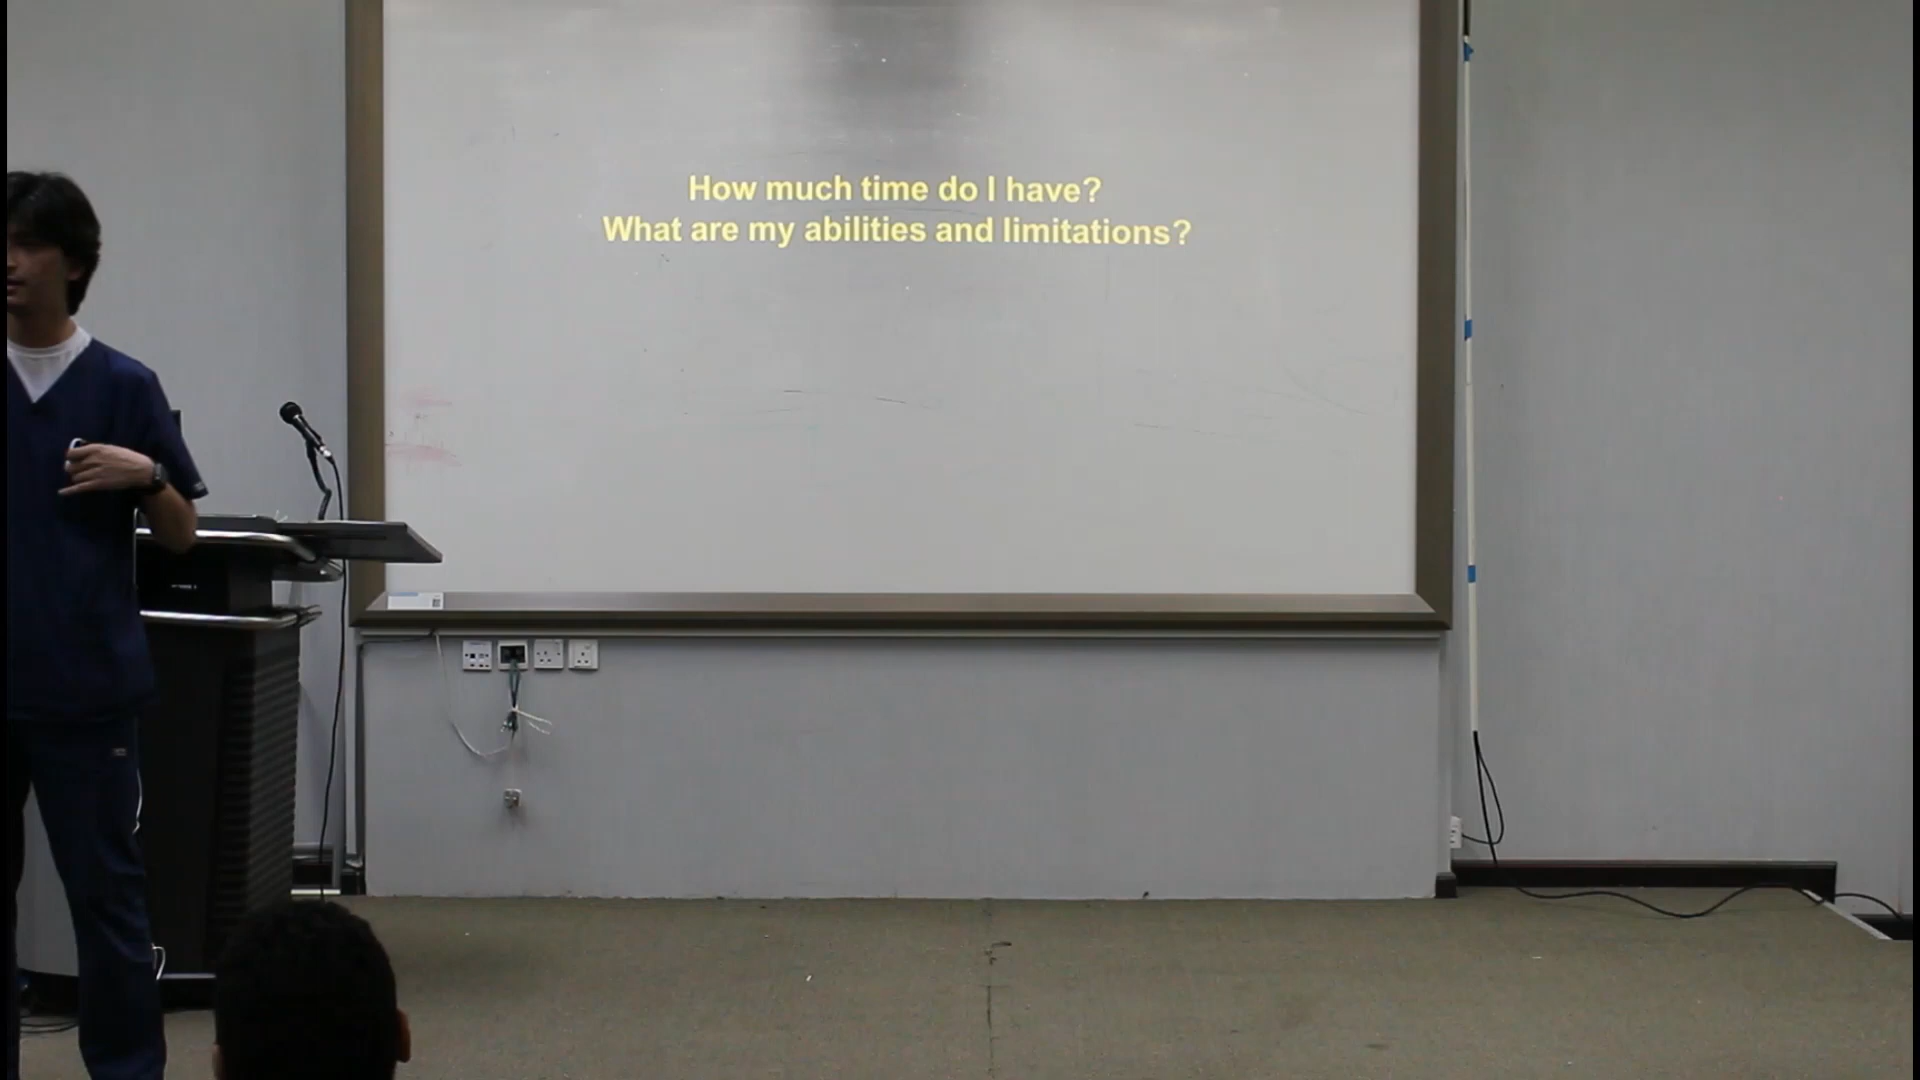 How much time do I have?
What are my abilities and limitations?